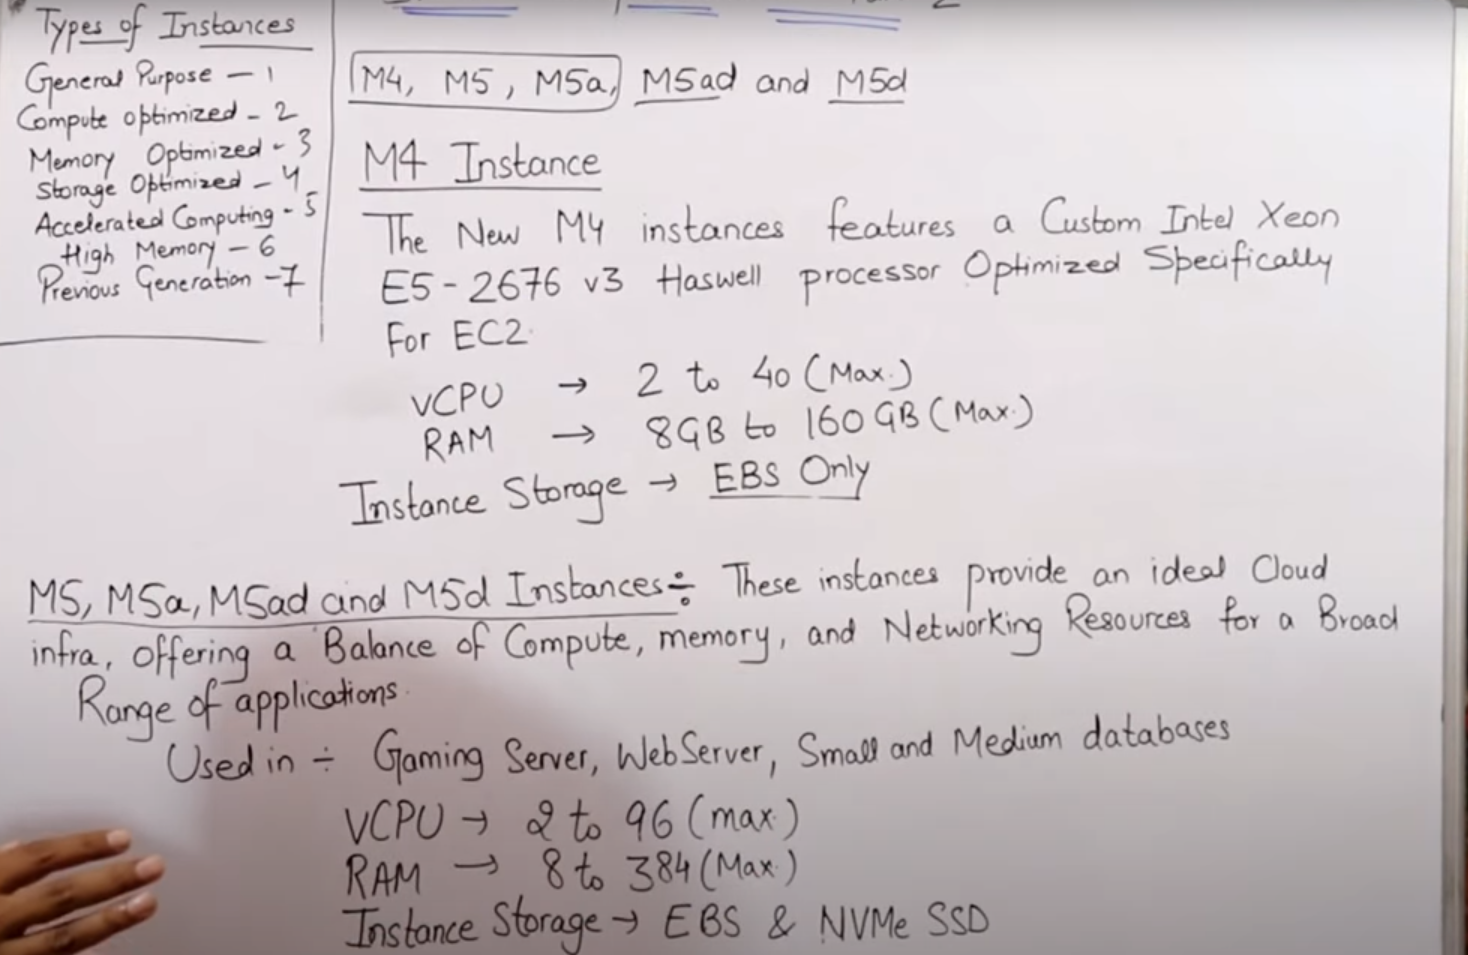 Types of Instances
General Purpose — 1
Compute optimized - 2
Memory Optimized - 3
Storage Optimized - 4
Accelerated Computing - 5
High Memory — 6
Previous Generation - 7
M4, M5, M5a, M5ad and M5d
M4 Instance
The New M4 instances features a Custom Intel Xeon
E5-2676 v3 Haswell processor Optimized Specifically
For EC2.
VCPU → 2 to 40 (Max.)
RAM → 8GB to 160 GB (Max.)
Instance Storage → EBS Only
M5, M5a, M5ad and M5d Instances÷ These instances provide an ideal Cloud
infra, offering a Balance of Compute, memory, and Networking Resources for a Broad
Range of applications.
Used in ÷ Gaming Server, WebServer, Small and Medium databases
VCPU → 2 to 96 (max.)
RAM → 8 to 384 (Max.)
Instance Storage → EBS & NVMe SSD